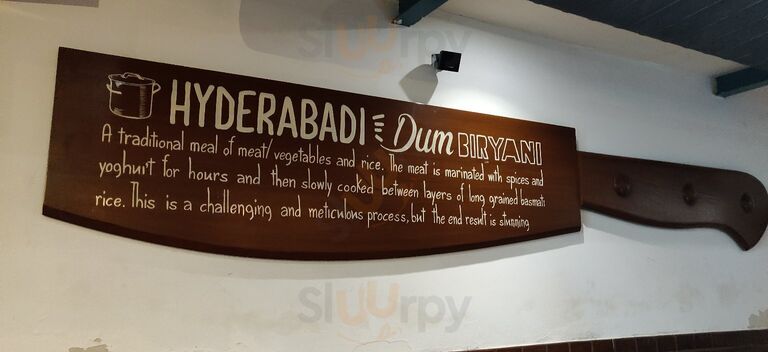 HYDERABADI Dum BIRYANI
A traditional meal of meat/vegetables and rice. The meat is marinated with spices and
yoghurt for hours and then slowly cooked between layers of long grained basmati
rice. This is a challenging and meticulous process, but the end result is stunning
Sluurpy
Sluurpy